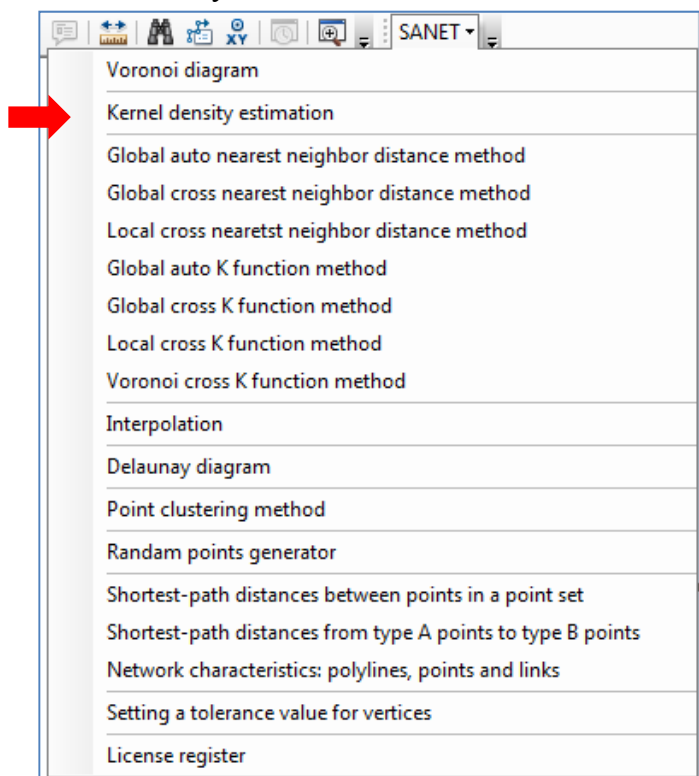 XY SANET
Voronoi diagram
Kernel density estimation
Global auto nearest neighbor distance method
Global cross nearest neighbor distance method
Local cross nearetst neighbor distance method
Global auto K function method
Global cross K function method
Local cross K function method
Voronoi cross K function method
Interpolation
Delaunay diagram
Point clustering method
Randam points generator
Shortest-path distances between points in a point set
Shortest-path distances from type A points to type B points
Network characteristics: polylines, points and links
Setting a tolerance value for vertices
License register